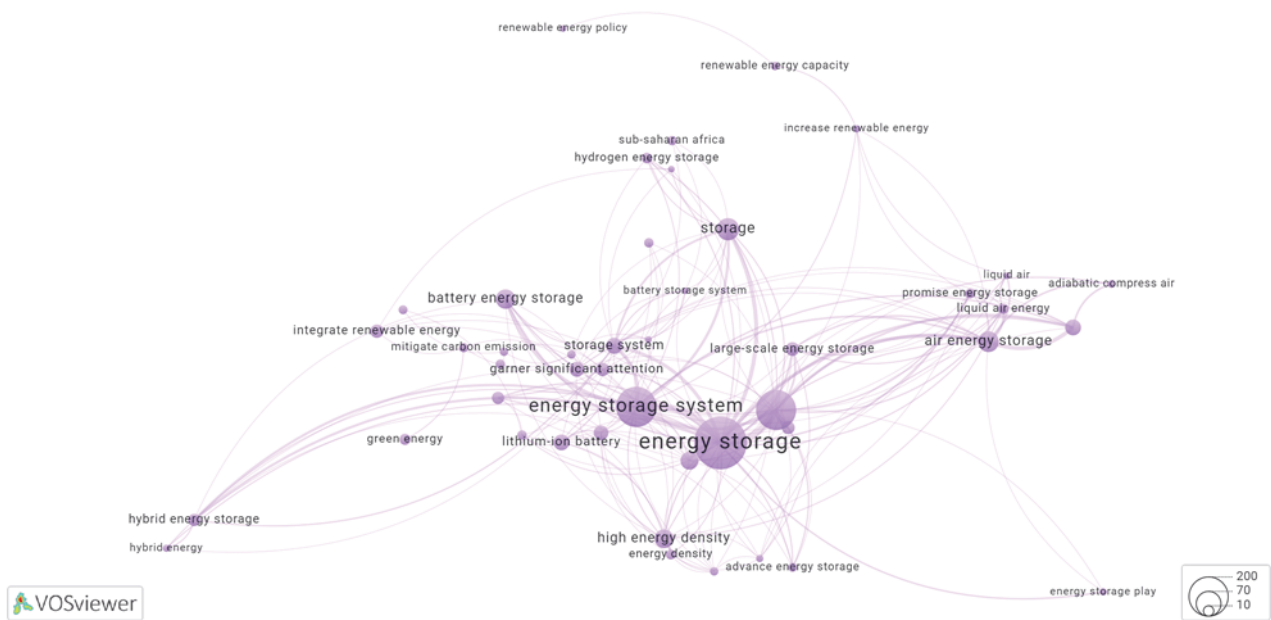 renewable energy policy
renewable energy capacity
increase renewable energy
sub-saharan africa
hydrogen energy storage
storage
liquid air
adiabatic compress air
battery storage system
promise energy storage
battery energy storage
liquid air energy
integrate renewable energy
air energy storage
mitigate carbon emission
storage system
large-scale energy storage
garner significant attention
energy storage system
green energy
lithium-ion battery
energy storage
hybrid energy storage
high energy density
hybrid energy
energy density
advance energy storage
energy storage play
VOSviewer
200
70
10